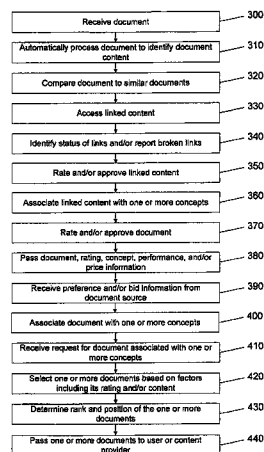 Receive document
300
Automatically process document to identify document
content
310
Compare document to similar documents
320
Access linked content
330
Identify status of links and/or report broken links
340
Rate and/or approve linked content
350
Associate linked content with one or more concepts
360
Rate and/or approve document
370
Pass document, rating, concept, performance, and/or
price information
380
Receive preference and/or bid information from
document source
390
Associate document with one or more concepts
400
Receive request for document associated with one or
more concepts
410
Select one or more documents based on factors
including its rating and/or content
420
Determine rank and position of the one or more
documents
430
Pass one or more documents to user or content
provider
440